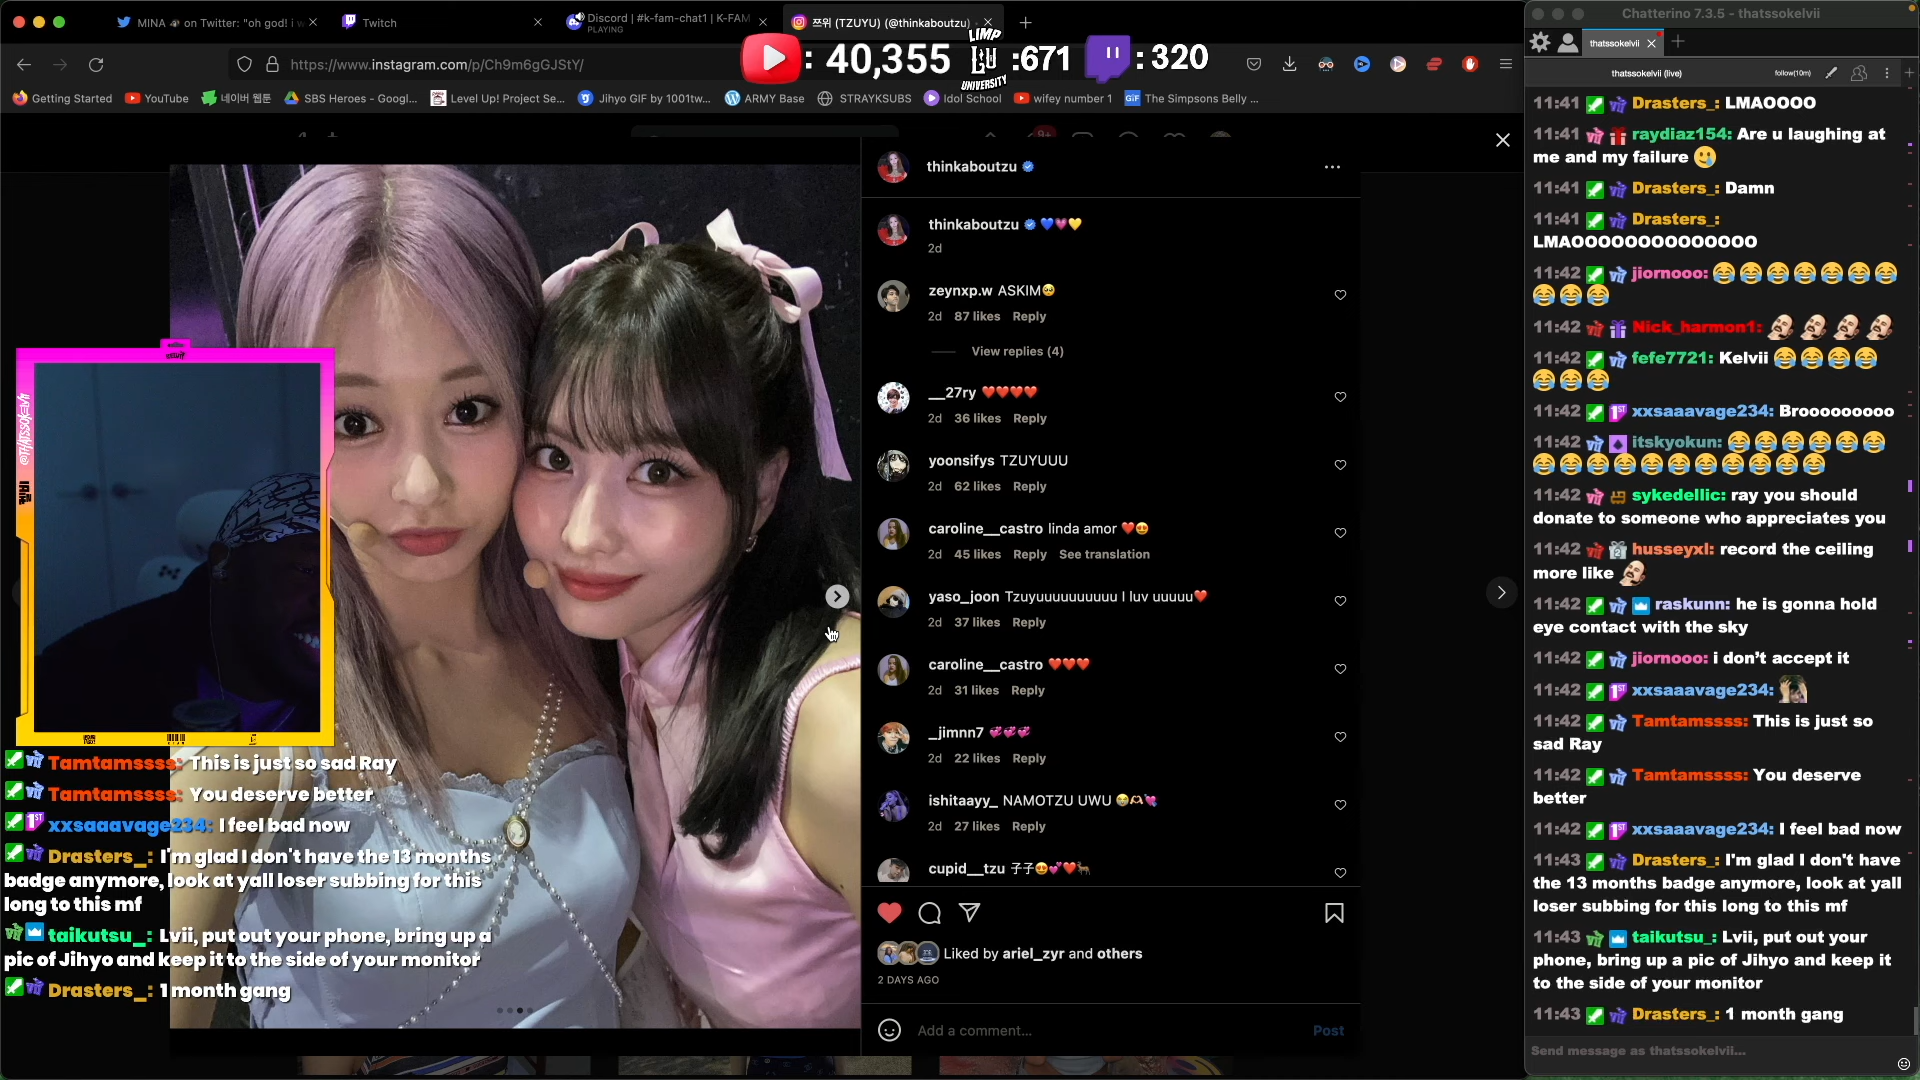 MINA 🐢 on Twitter: "oh god! i w
Twitch
Discord | #k-fam-chat1 | K-FAM
PLAYING
쯔위 (TZUYU) (@thinkaboutzu)
https://www.instagram.com/p/Ch9m6gGJStY/
: 40,355
LIMP
UNIVERSITY
:671
: 320
Getting Started
YouTube
네이버 웹툰
SBS Heroes - Googl...
Level Up! Project Se...
Jihyo GIF by 1001tw...
ARMY Base
STRAYKSUBS
Idol School
wifey number 1
GIF
The Simpsons Belly ...
9+
thinkaboutzu
thinkaboutzu 💙💗💛
2d
zeynxp.w ASKIM🥺
2d 87 likes Reply
View replies (4)
__27ry ❤️❤️❤️❤️
2d 36 likes Reply
yoonsifys TZUYUUU
2d 62 likes Reply
caroline__castro linda amor ❤️😍
2d 45 likes Reply See translation
yaso_joon Tzuyuuuuuuuuuu I luv uuuuu❤️
2d 37 likes Reply
caroline__castro ❤️❤️❤️
2d 31 likes Reply
_jimnn7 💞💞💞
2d 22 likes Reply
ishitaayy_ NAMOTZU UWU 😭🫶💘
2d 27 likes Reply
cupid__tzu 子子😍💕❤️🦌
Liked by ariel_zyr and others
2 DAYS AGO
Add a comment...
Post
@THATSSOKELVII
Tamtamssss: This is just so sad Ray
Tamtamssss: You deserve better
xxsaaavage234: I feel bad now
Drasters_: I'm glad I don't have the 13 months
badge anymore, look at yall loser subbing for this
long to this mf
taikutsu_: Lvii, put out your phone, bring up a
pic of Jihyo and keep it to the side of your monitor
Drasters_: 1 month gang
Chatterino 7.3.5 - thatssokelvii
thatssokelvii
thatssokelvii (live)
follow(10m)
11:41 Drasters_: LMAOOOO
11:41 raydiaz154: Are u laughing at
me and my failure 🥲
11:41 Drasters_: Damn
11:41 Drasters_:
LMAOOOOOOOOOOOOOO
11:42 jiornooo: 😂😂😂😂😂😂😂
😂😂😂
11:42 Nick_harmon1:
11:42 fefe7721: Kelvii 😂😂😂😂
😂😂😂
11:42 xxsaaavage234: Brooooooooo
11:42 itskyokun: 😂😂😂😂😂😂
😂😂😂😂😂😂😂😂😂😂😂
11:42 sykedellic: ray you should
donate to someone who appreciates you
11:42 husseyxl: record the ceiling
more like
11:42 raskunn: he is gonna hold
eye contact with the sky
11:42 jiornooo: i don't accept it
11:42 xxsaaavage234:
11:42 Tamtamssss: This is just so
sad Ray
11:42 Tamtamssss: You deserve
better
11:42 xxsaaavage234: I feel bad now
11:43 Drasters_: I'm glad I don't have
the 13 months badge anymore, look at yall
loser subbing for this long to this mf
11:43 taikutsu_: Lvii, put out your
phone, bring up a pic of Jihyo and keep it
to the side of your monitor
11:43 Drasters_: 1 month gang
Send message as thatssokelvii...